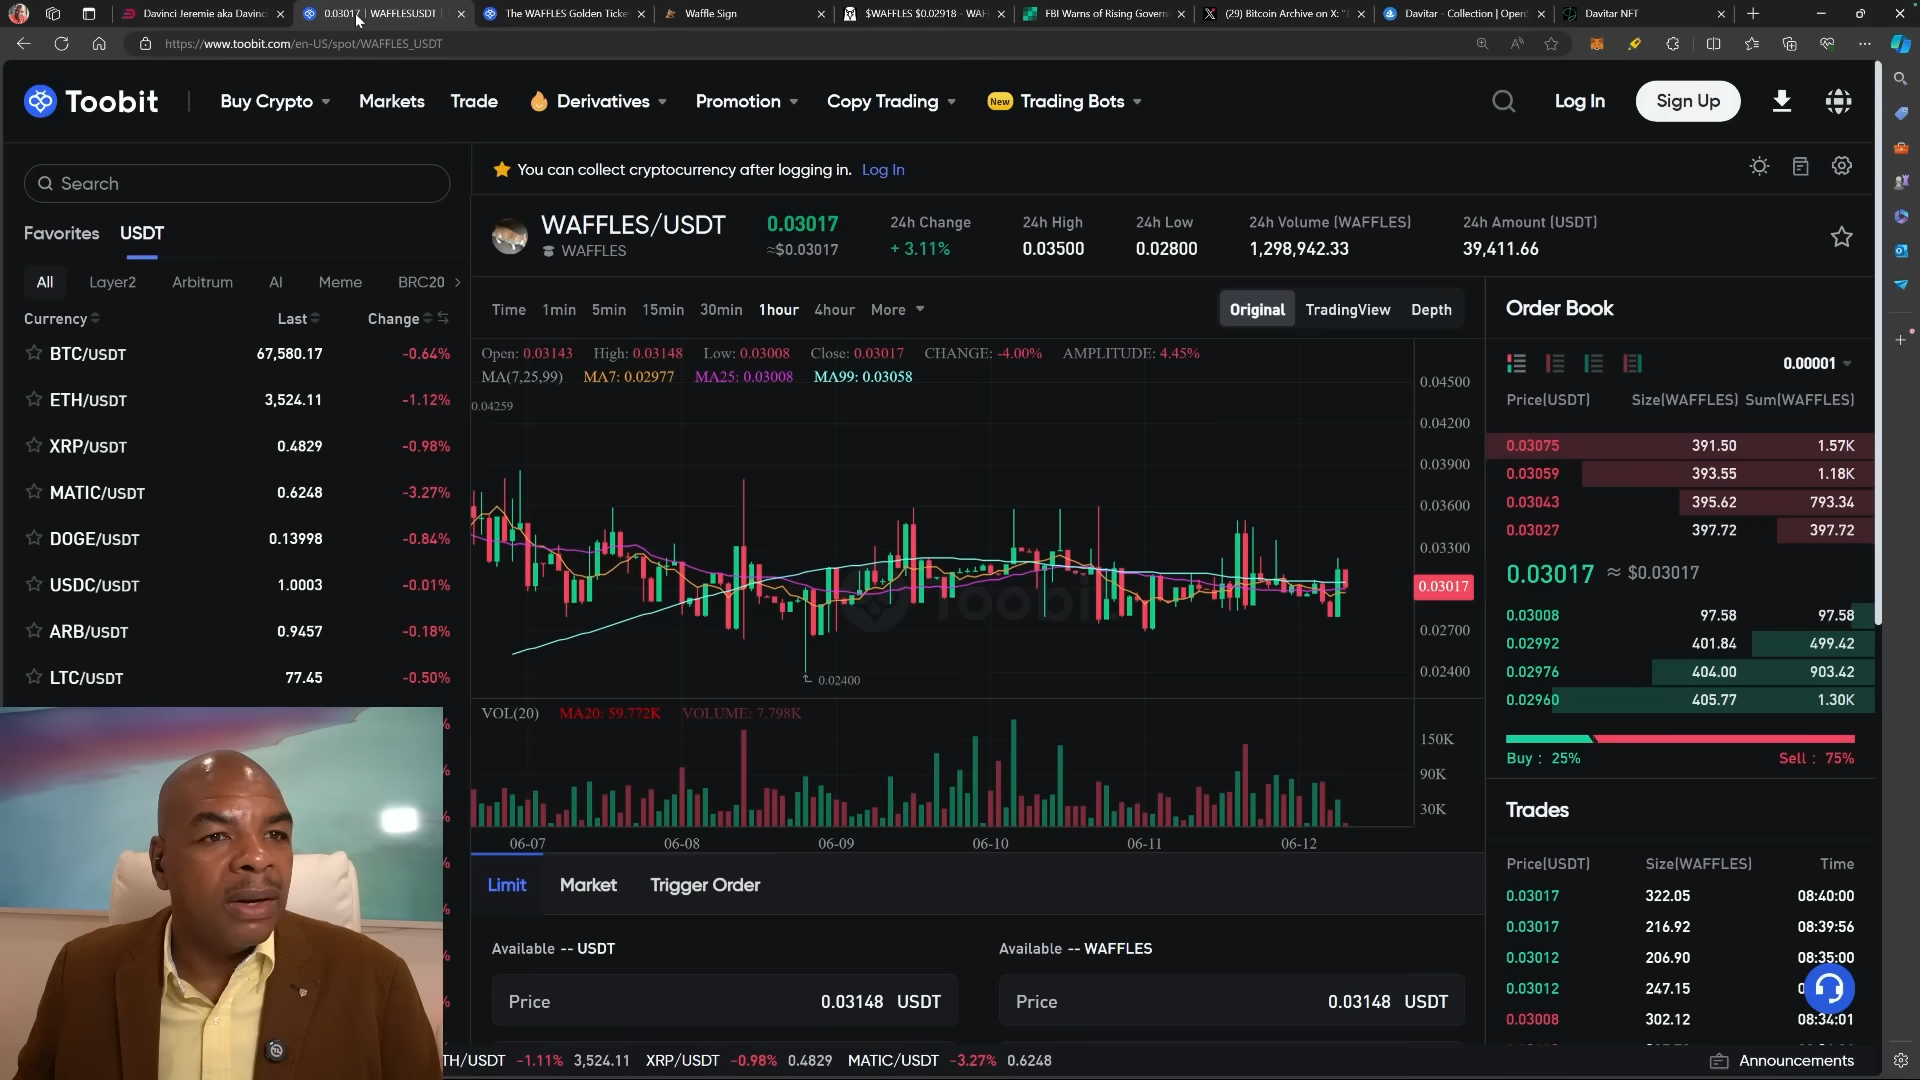 Davinci Jeremie aka Davinci
0.03017 | WAFFLESUSDT
The WAFFLES Golden Ticke
Waffle Sign
$WAFFLES $0.02918 - WAF
FBI Warns of Rising Govern
(29) Bitcoin Archive on X: "
Davitar - Collection | Open
Davitar NFT
https://www.toobit.com/en-US/spot/WAFFLES_USDT
Toobit
Buy Crypto
Markets
Trade
Derivatives
Promotion
Copy Trading
New
Trading Bots
Log In
Sign Up
Search
Favorites USDT
All Layer2 Arbitrum AI Meme BRC20
Currency Last Change
BTC/USDT 67,580.17 -0.64%
ETH/USDT 3,524.11 -1.12%
XRP/USDT 0.4829 -0.98%
MATIC/USDT 0.6248 -3.27%
DOGE/USDT 0.13998 -0.84%
USDC/USDT 1.0003 -0.01%
ARB/USDT 0.9457 -0.18%
LTC/USDT 77.45 -0.50%
You can collect cryptocurrency after logging in. Log In
WAFFLES/USDT
WAFFLES
0.03017
≈$0.03017
24h Change
+ 3.11%
24h High
0.03500
24h Low
0.02800
24h Volume (WAFFLES)
1,298,942.33
24h Amount (USDT)
39,411.66
Time 1min 5min 15min 30min 1hour 4hour More
Original TradingView Depth
Open: 0.03143 High: 0.03148 Low: 0.03008 Close: 0.03017 CHANGE: -4.00% AMPLITUDE: 4.45%
MA(7,25,99) MA7: 0.02977 MA25: 0.03008 MA99: 0.03058
0.04259
0.04500
0.04200
0.03900
0.03600
0.03300
0.03017
0.02700
0.02400
Toobit
0.02400
VOL(20) MA20: 59.772K VOLUME: 7.798K
150K
90K
30K
06-07 06-08 06-09 06-10 06-11 06-12
Limit Market Trigger Order
Available -- USDT
Available -- WAFFLES
Price 0.03148 USDT
Price 0.03148 USDT
Order Book
0.00001
Price(USDT) Size(WAFFLES) Sum(WAFFLES)
0.03075 391.50 1.57K
0.03059 393.55 1.18K
0.03043 395.62 793.34
0.03027 397.72 397.72
0.03017 ≈ $0.03017
0.03008 97.58 97.58
0.02992 401.84 499.42
0.02976 404.00 903.42
0.02960 405.77 1.30K
Buy : 25% Sell : 75%
Trades
Price(USDT) Size(WAFFLES) Time
0.03017 322.05 08:40:00
0.03017 216.92 08:39:56
0.03012 206.90 08:35:00
0.03012 247.15 0
0.03008 302.12 08:34:01
TH/USDT -1.11% 3,524.11 XRP/USDT -0.98% 0.4829 MATIC/USDT -3.27% 0.6248
Announcements